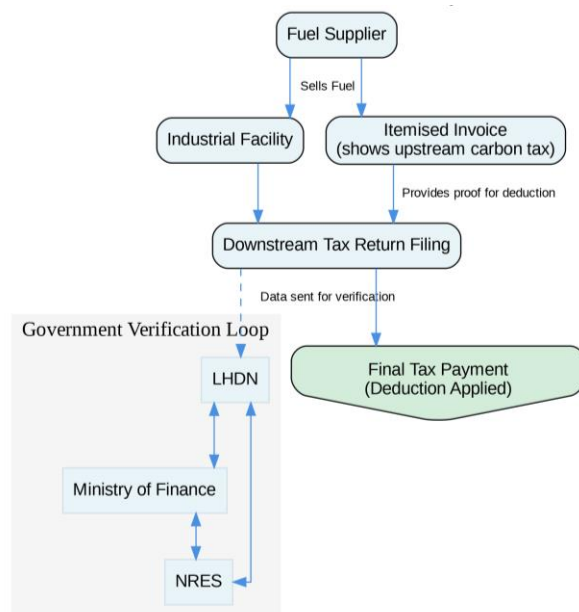 Fuel Supplier
Sells Fuel
Industrial Facility
Itemised Invoice
(shows upstream carbon tax)
Provides proof for deduction
Downstream Tax Return Filing
Data sent for verification
Government Verification Loop
LHDN
Final Tax Payment
(Deduction Applied)
Ministry of Finance
NRES